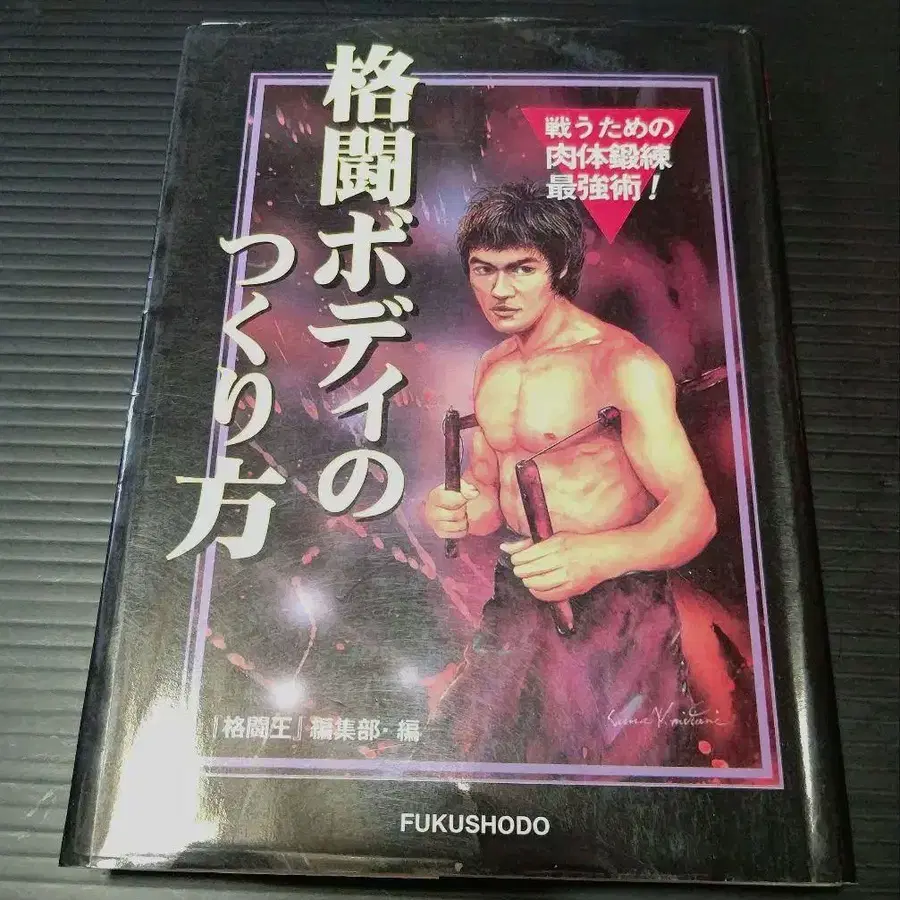 格闘ボディの
つくり方
戦うための
肉体鍛練
最強術!
『格闘王』編集部・編
FUKUSHODO